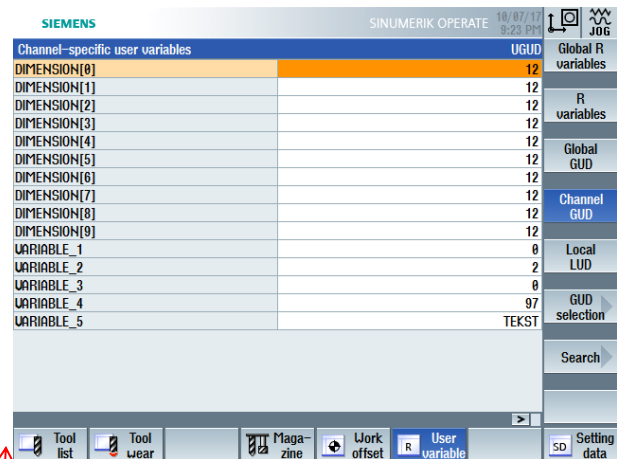 SIEMENS
SINUMERIK OPERATE
10/07/17
9:23 PM
JOG
Channel-specific user variables UGUD
DIMENSION[0] 12
DIMENSION[1] 12
DIMENSION[2] 12
DIMENSION[3] 12
DIMENSION[4] 12
DIMENSION[5] 12
DIMENSION[6] 12
DIMENSION[7] 12
DIMENSION[8] 12
DIMENSION[9] 12
VARIABLE_1 0
VARIABLE_2 2
VARIABLE_3 0
VARIABLE_4 97
VARIABLE_5 TEKST
Global R
variables
R
variables
Global
GUD
Channel
GUD
Local
LUD
GUD
selection
Search
>
Tool
list
Tool
wear
Maga-
zine
Work
offset
R
User
variable
SD
Setting
data